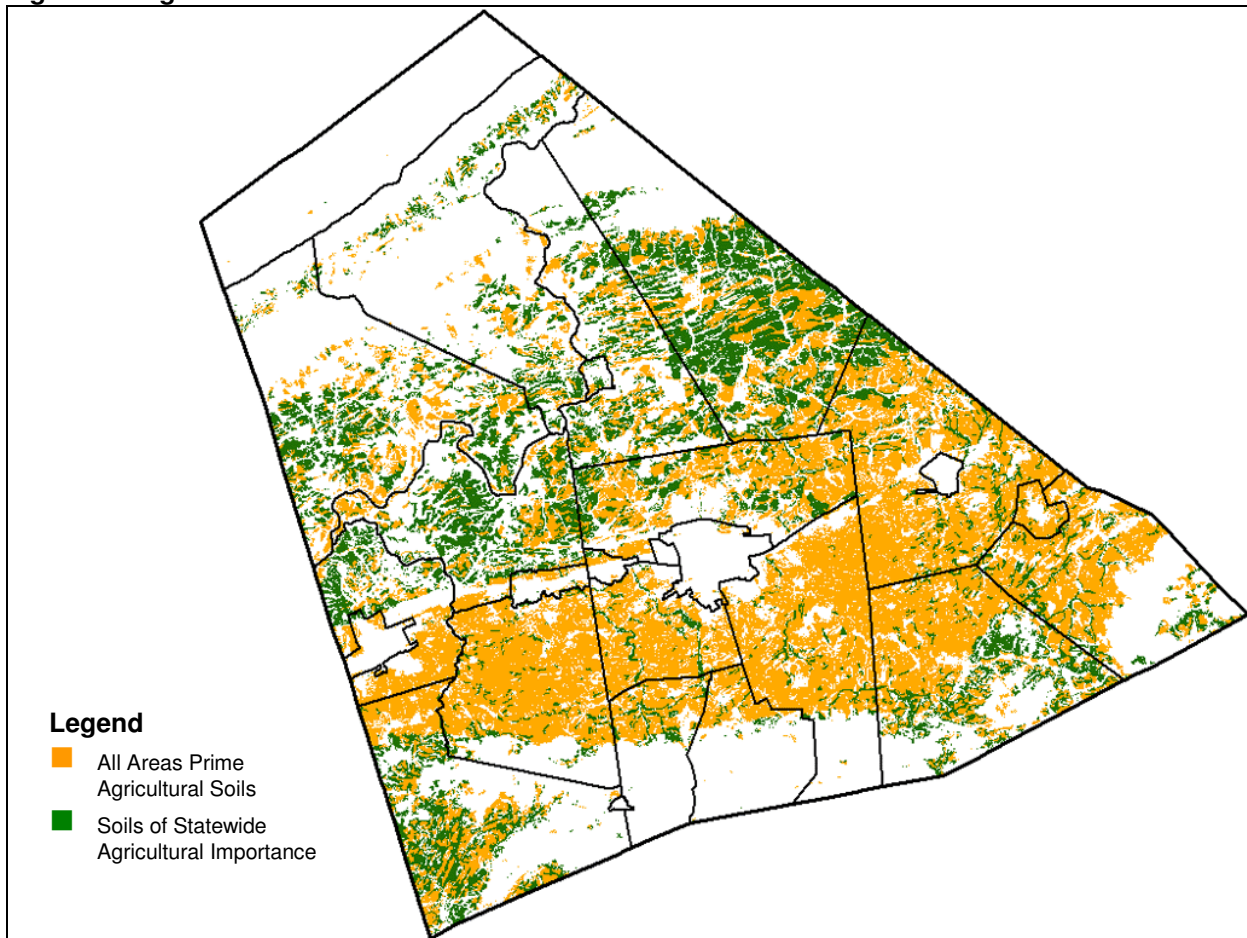 Legend
All Areas Prime
Agricultural Soils
Soils of Statewide
Agricultural Importance